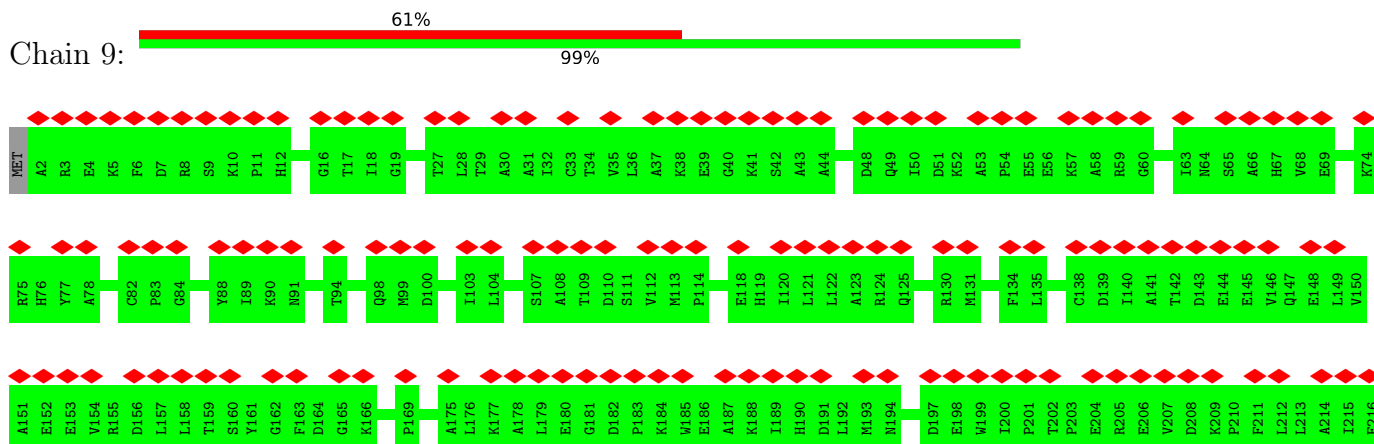 61%
Chain 9:
99%
MET A2 R3 E4 K5 F6 D7 R8 S9 K10 P11 H12 G16 T17 I18 G19 T27 L28 T29 A30 A31 I32 C33 T34 V35 L36 A37 K38 E39 G40 K41 S42 A43 A44 D48 Q49 I50 D51 K52 A53 P54 E55 E56 K57 A58 R59 G60 I63 N64 S65 A66 H67 V68 E69 K74
R75 H76 Y77 A78 C82 P83 G84 Y88 I89 K90 N91 T94 Q98 M99 D100 I103 L104 S107 A108 T109 D110 S111 V112 M113 P114 E118 H119 I120 L121 L122 A123 R124 Q125 R130 M131 F134 L135 C138 D139 I140 A141 T142 D143 E144 E145 V146 Q147 E148 L149 V150
A151 E152 E153 V154 R155 D156 L157 L158 T159 S160 Y161 G162 F163 D164 G165 K166 P169 A175 L176 K177 A178 L179 E180 G181 D182 P183 K184 W185 E186 A187 K188 I189 H190 D191 L192 M193 N194 D197 E198 W199 I200 P201 T202 P203 E204 R205 E206 V207 D208 K209 P210 F211 L212 L213 A214 I215